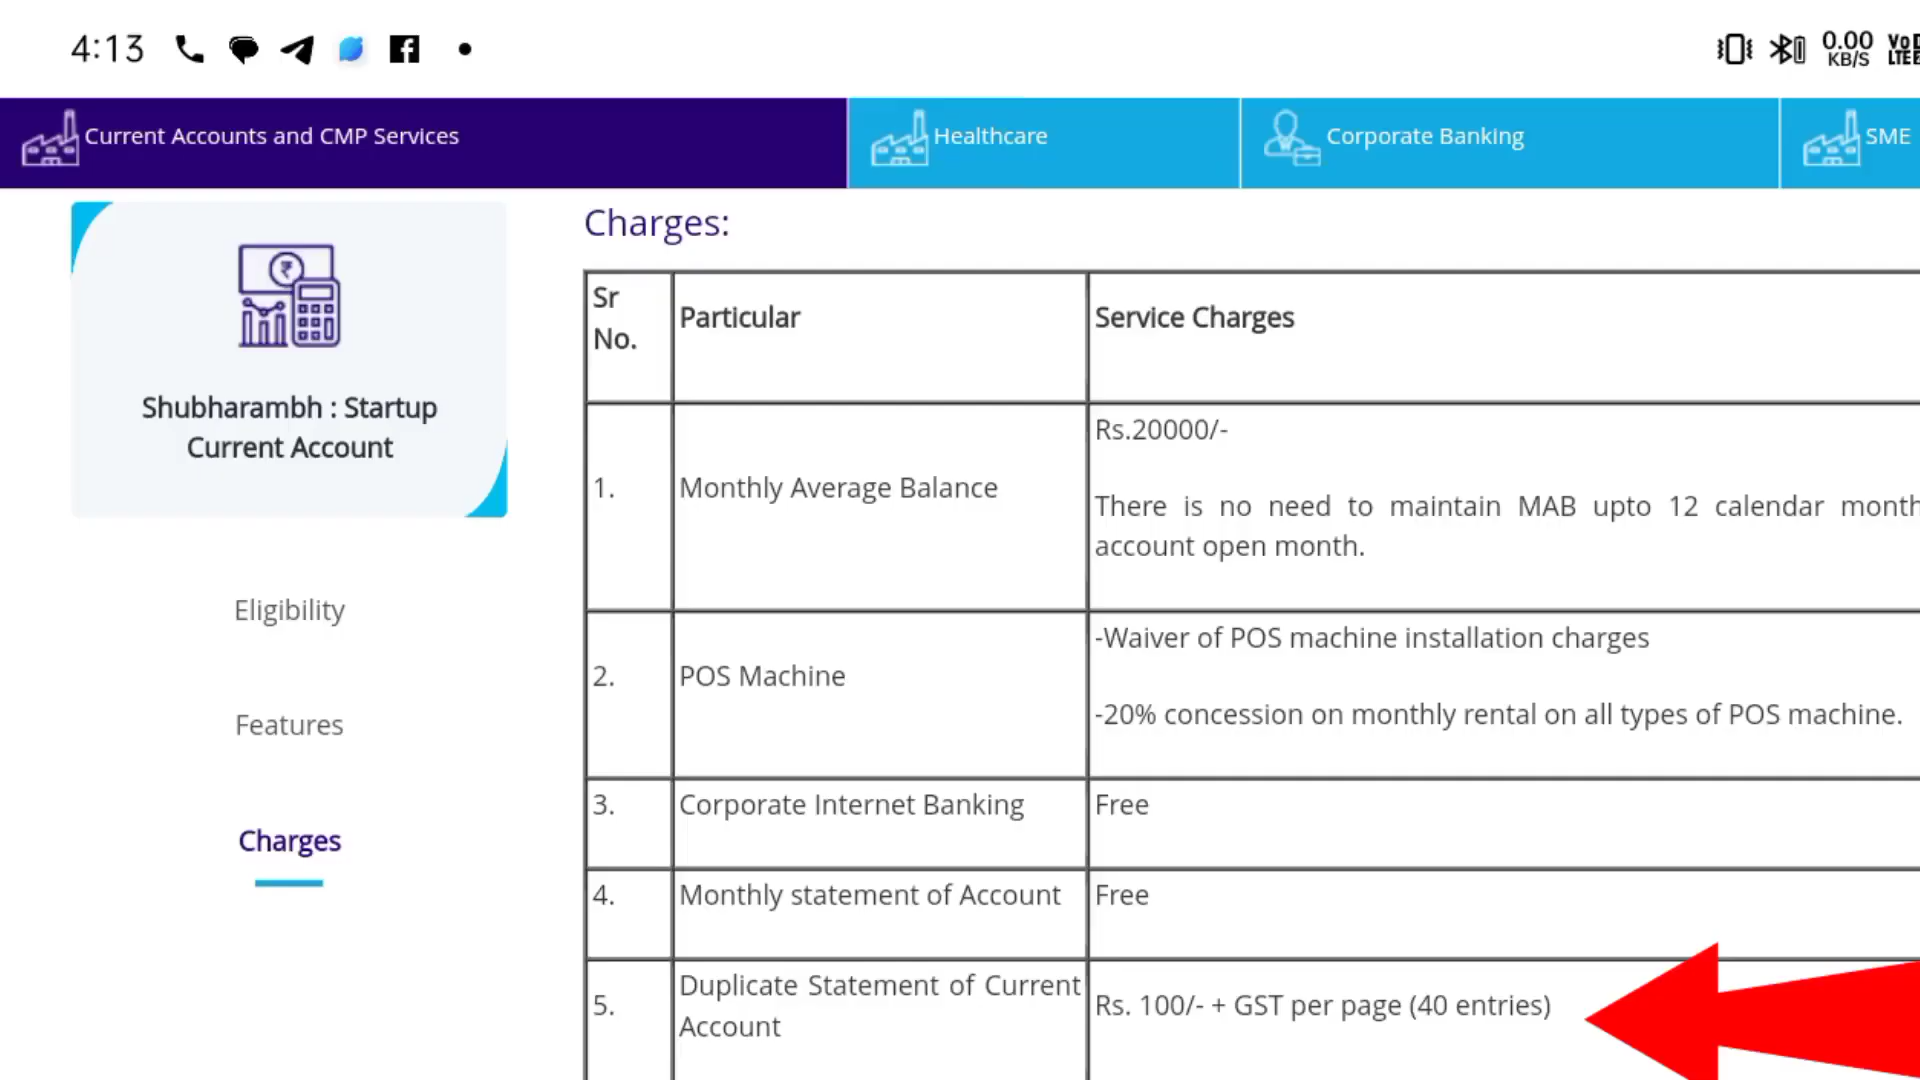 4:13
0.00
KB/S
Current Accounts and CMP Services
Healthcare
Corporate Banking
SME
Shubharambh : Startup
Current Account
Eligibility
Features
Charges
Charges:
Sr
No.
Particular
Service Charges
1.
Monthly Average Balance
Rs.20000/-
There is no need to maintain MAB upto 12 calendar month
account open month.
2.
POS Machine
-Waiver of POS machine installation charges
-20% concession on monthly rental on all types of POS machine.
3.
Corporate Internet Banking
Free
4.
Monthly statement of Account
Free
5.
Duplicate Statement of Current
Account
Rs. 100/- + GST per page (40 entries)